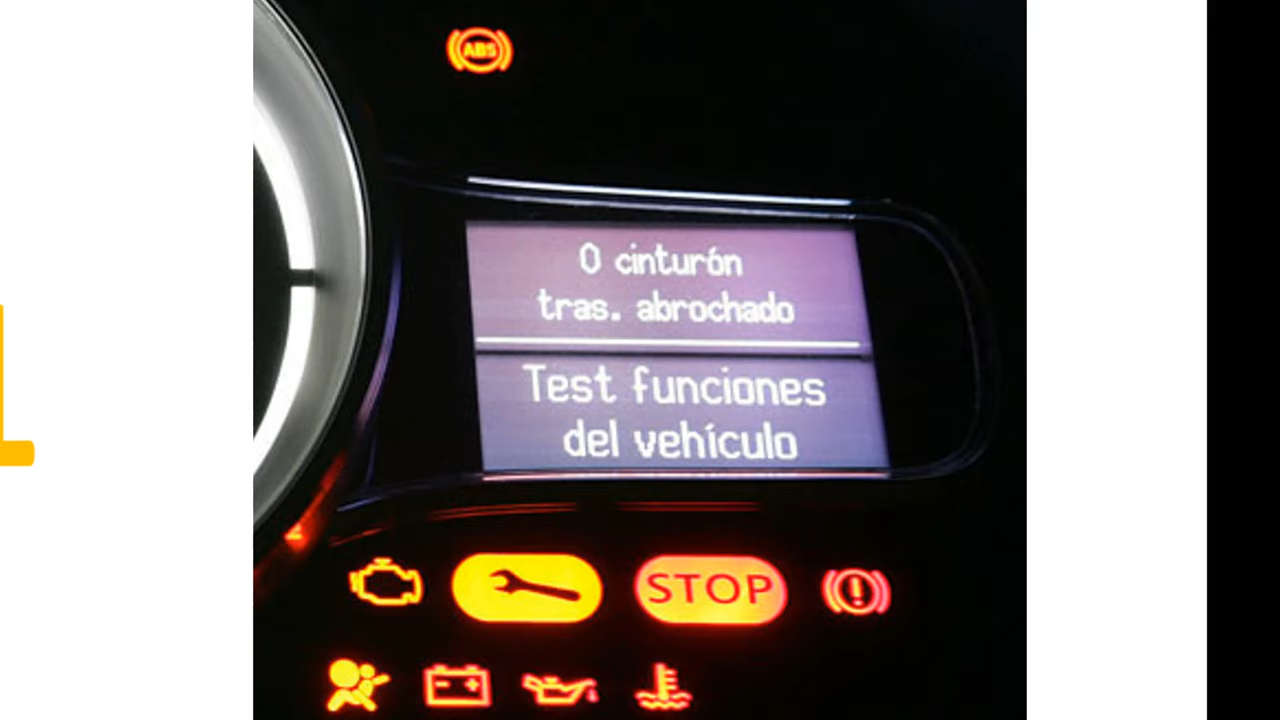 ABS
0 cinturón
tras. abrochado
Test funciones
del vehículo
STOP